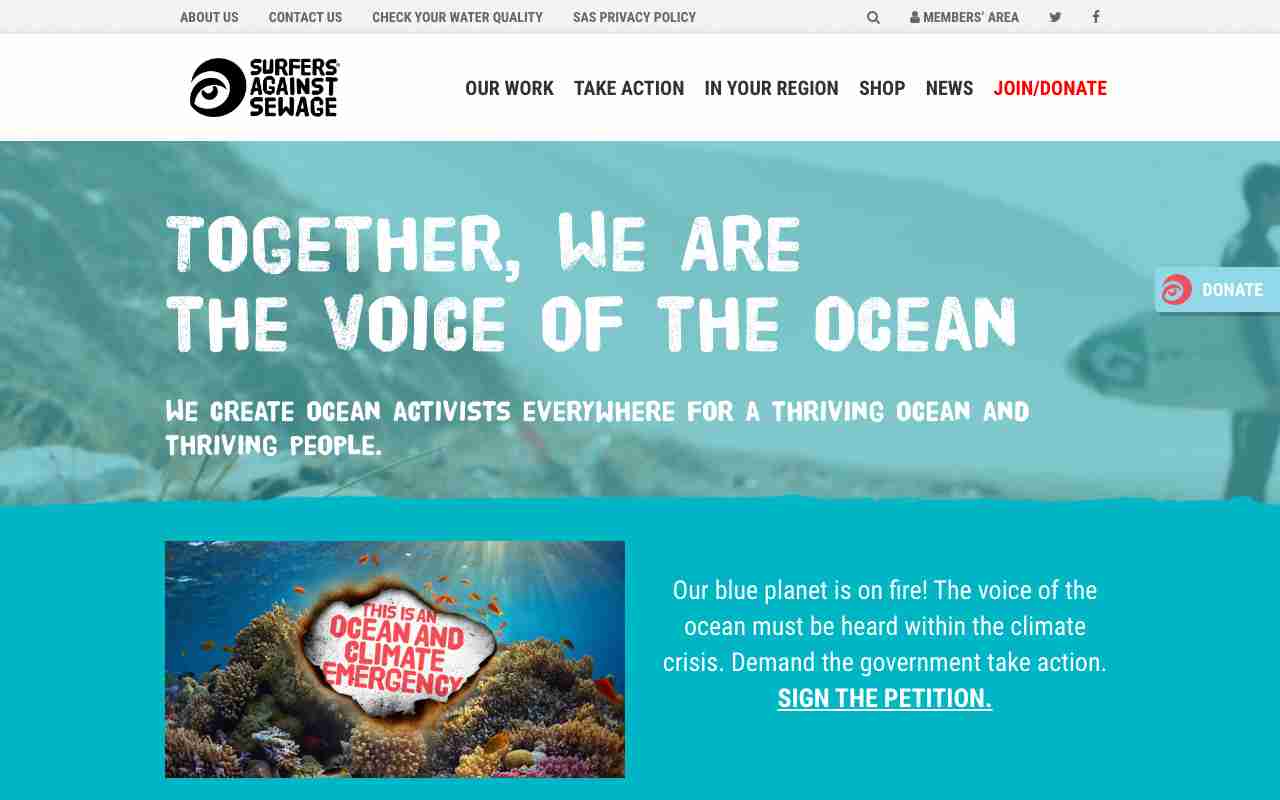 ABOUT US CONTACT US CHECK YOUR WATER QUALITY SAS PRIVACY POLICY MEMBERS' AREA
SURFERS
AGAINST
SEWAGE
OUR WORK TAKE ACTION IN YOUR REGION SHOP NEWS JOIN/DONATE
TOGETHER, WE ARE
THE VOICE OF THE OCEAN
DONATE
WE CREATE OCEAN ACTIVISTS EVERYWHERE FOR A THRIVING OCEAN AND
THRIVING PEOPLE.
THIS IS AN
OCEAN AND
CLIMATE
EMERGENCY
Our blue planet is on fire! The voice of the
ocean must be heard within the climate
crisis. Demand the government take action.
SIGN THE PETITION.